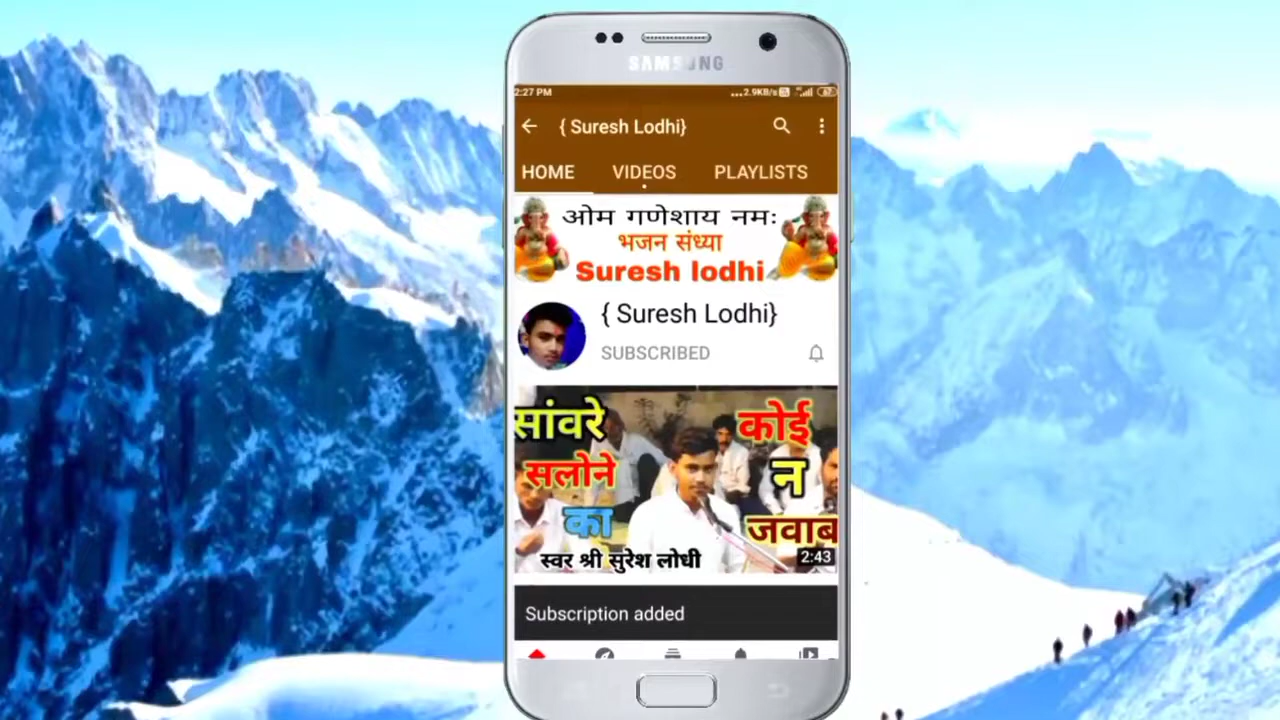 SAMSUNG
2:27 PM
...2.9KB/s 67
{ Suresh Lodhi}
HOME VIDEOS PLAYLISTS
ओम गणेशाय नमः
भजन संध्या
Suresh lodhi
{ Suresh Lodhi}
SUBSCRIBED
सांवरे कोई
सलोने न
का जवाब
स्वर श्री सुरेश लोधी 2:43
Subscription added